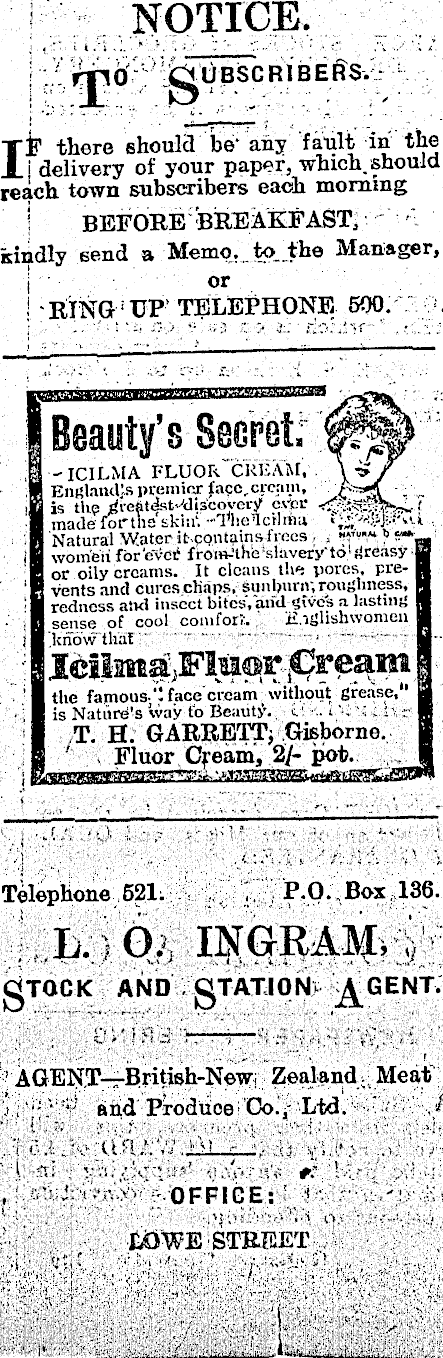 NOTICE.
TO SUBSCRIBERS.
IF there should be any fault in the
delivery of your paper, which should
reach town subscribers each morning
BEFORE BREAKFAST,
kindly send a Memo. to the Manager,
or
RING UP TELEPHONE 500.
Beauty's Secret.
ICILMA FLUOR CREAM,
England's premier face cream,
is the greatest discovery ever
made for the skin. The Icilma
Natural Water it contains frees
women for ever from the slavery to greasy
or oily creams. It cleans the pores, pre-
vents and cures chaps, sunburn, roughness,
redness and insect bites, and gives a lasting
sense of cool comfort. Englishwomen
know that
Icilma Fluor Cream
the famous "face cream without grease,"
is Nature's way to Beauty.
T. H. GARRETT, Gisborne.
Fluor Cream, 2/- pot.
Telephone 521. P.O. Box 136.
L. O. INGRAM,
STOCK AND STATION AGENT.
AGENT—British-New Zealand Meat
and Produce Co., Ltd.
OFFICE:
LOWE STREET